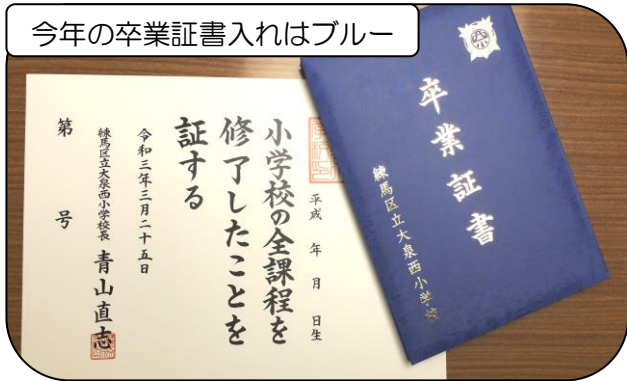 今年の卒業証書入れはブルー
卒業証書
練馬区立大泉西小学校
平成　年　月　日生
小学校の全課程を
修了したことを
証する
令和三年三月二十五日
練馬区立大泉西小学校長 青山直志
第　号